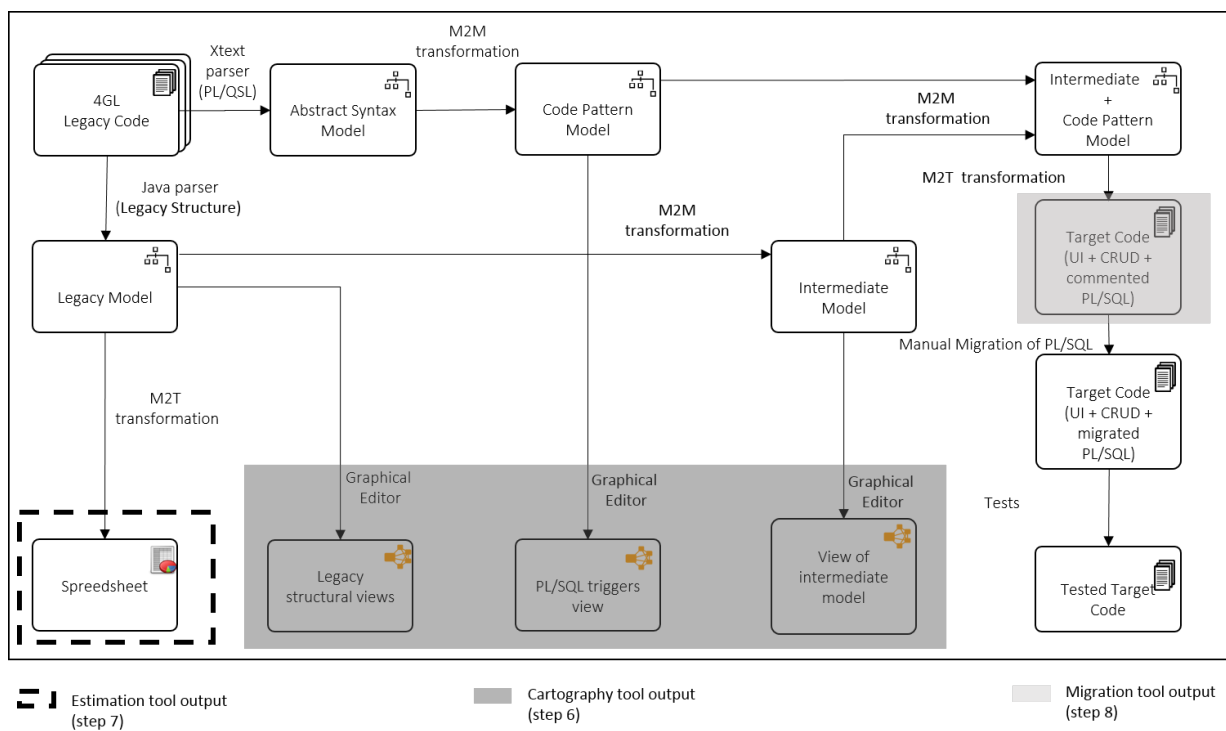 Xtext
parser
(PL/QSL)
M2M
transformation
4GL
Legacy Code
Abstract Syntax
Model
Code Pattern
Model
Intermediate
+
Code Pattern
Model
M2M
transformation
M2T transformation
Java parser
(Legacy Structure)
M2M
transformation
Target Code
(UI + CRUD +
commented
PL/SQL)
Legacy Model
Intermediate
Model
Manual Migration of PL/SQL
Target Code
(UI + CRUD +
migrated
PL/SQL)
M2T
transformation
Graphical
Editor
Graphical
Editor
Graphical
Editor
Tests
Spreedsheet
Legacy
structural views
PL/SQL triggers
view
View of
intermediate
model
Tested Target
Code
Estimation tool output
(step 7)
Cartography tool output
(step 6)
Migration tool output
(step 8)